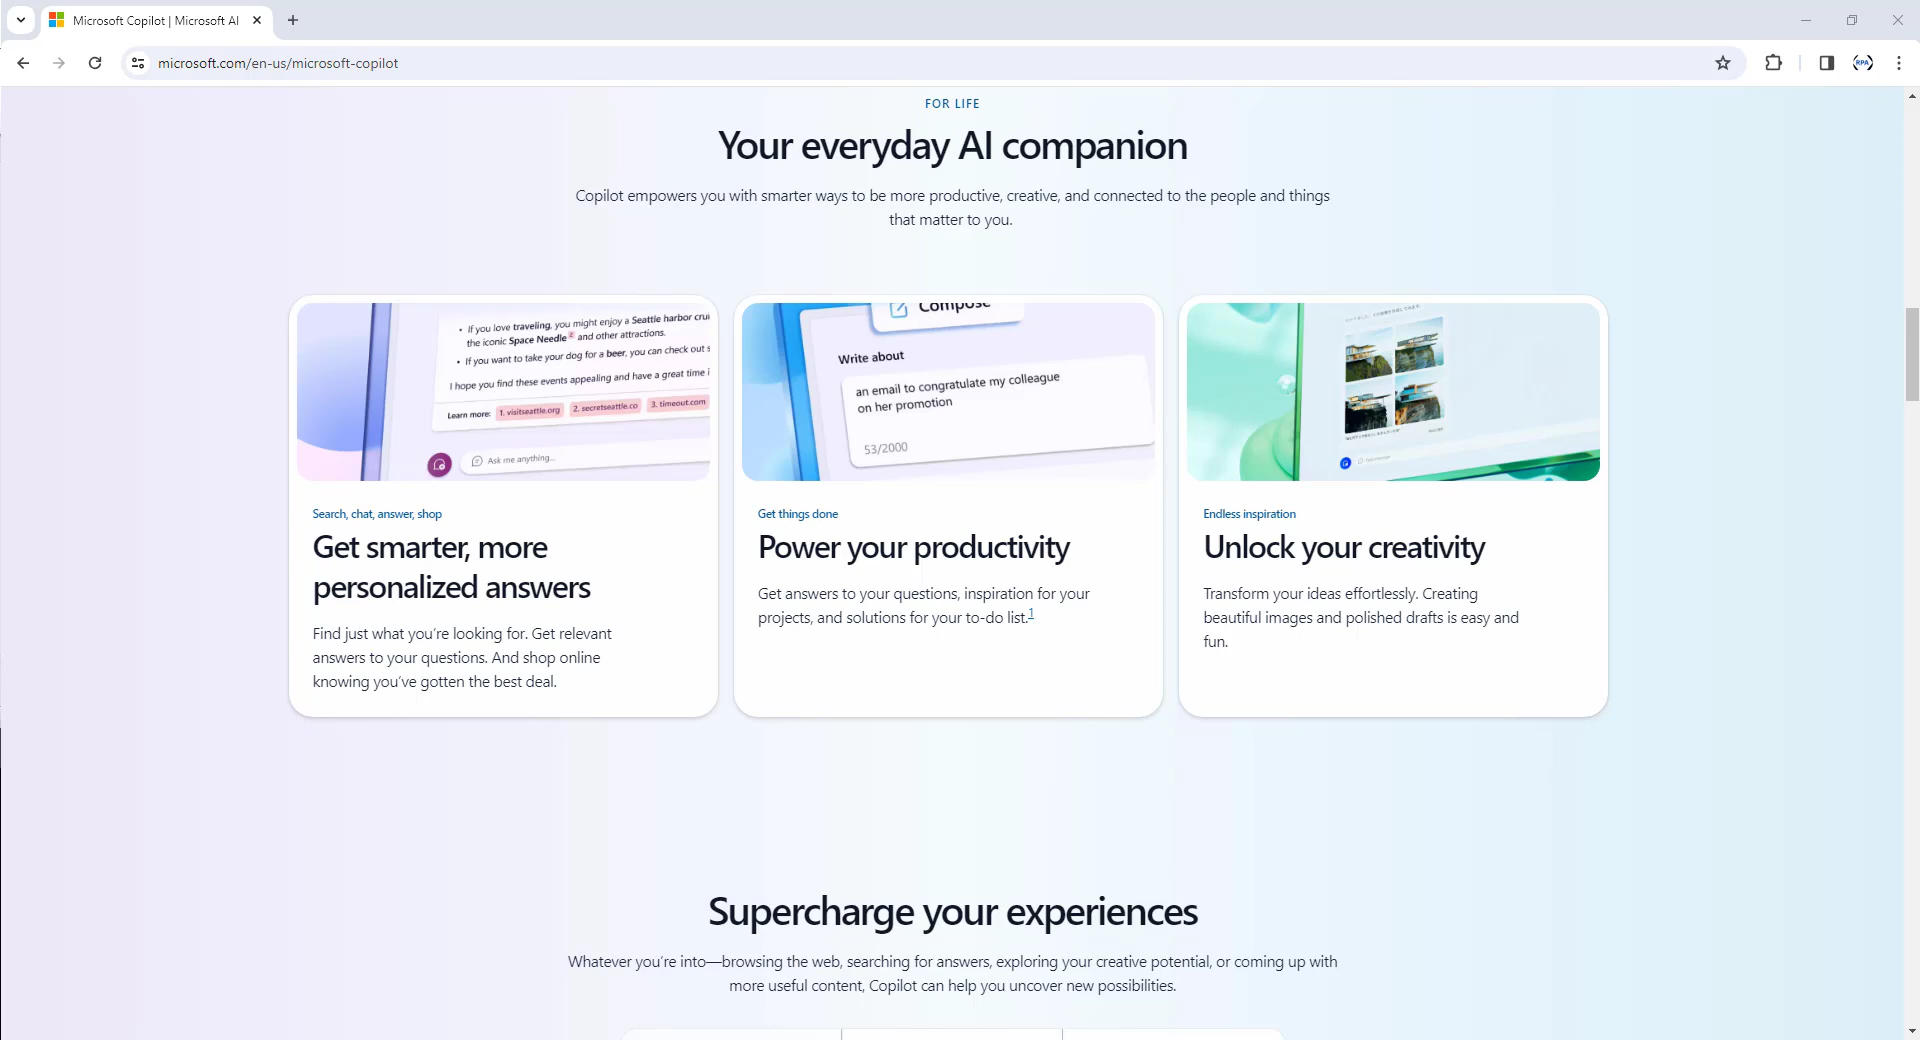 Microsoft Copilot | Microsoft AI
microsoft.com/en-us/microsoft-copilot
RPA
FOR LIFE
Your everyday AI companion
Copilot empowers you with smarter ways to be more productive, creative, and connected to the people and things
that matter to you.
• If you love traveling, you might enjoy a Seattle harbor crui
the iconic Space Needle 2 and other attractions.
• If you want to take your dog for a beer, you can check out s
I hope you find these events appealing and have a great time i
Learn more: 1. visitseattle.org 2. secretseattle.co 3. timeout.com
Ask me anything...
Search, chat, answer, shop
Get smarter, more
personalized answers
Find just what you’re looking for. Get relevant
answers to your questions. And shop online
knowing you’ve gotten the best deal.
Compose
Write about
an email to congratulate my colleague
on her promotion
53/2000
Get things done
Power your productivity
Get answers to your questions, inspiration for your
projects, and solutions for your to-do list.1
Endless inspiration
Unlock your creativity
Transform your ideas effortlessly. Creating
beautiful images and polished drafts is easy and
fun.
Supercharge your experiences
Whatever you’re into—browsing the web, searching for answers, exploring your creative potential, or coming up with
more useful content, Copilot can help you uncover new possibilities.